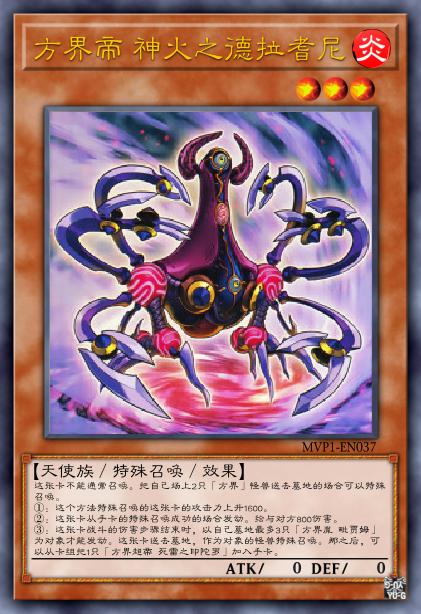 方界帝 神火之德拉耆尼 炎
MVP1-EN037
【天使族／特殊召唤／效果】
这张卡不能通常召唤。把自己场上2只「方界」怪兽送去墓地的场合可以特殊
召唤。
①：这个方法特殊召唤的这张卡的攻击力上升1600。
②：这张卡从手卡的特殊召唤成功的场合发动。给与对方800伤害。
③：这张卡战斗的伤害步骤结束时，以自己墓地最多3只「方界胤 毗贾姆」
为对象才能发动。这张卡送去墓地，作为对象的怪兽特殊召唤。那之后，可
以从卡组把1只「方界超帝 死雷之印陀罗」加入手卡。
ATK/ 0 DEF/ 0